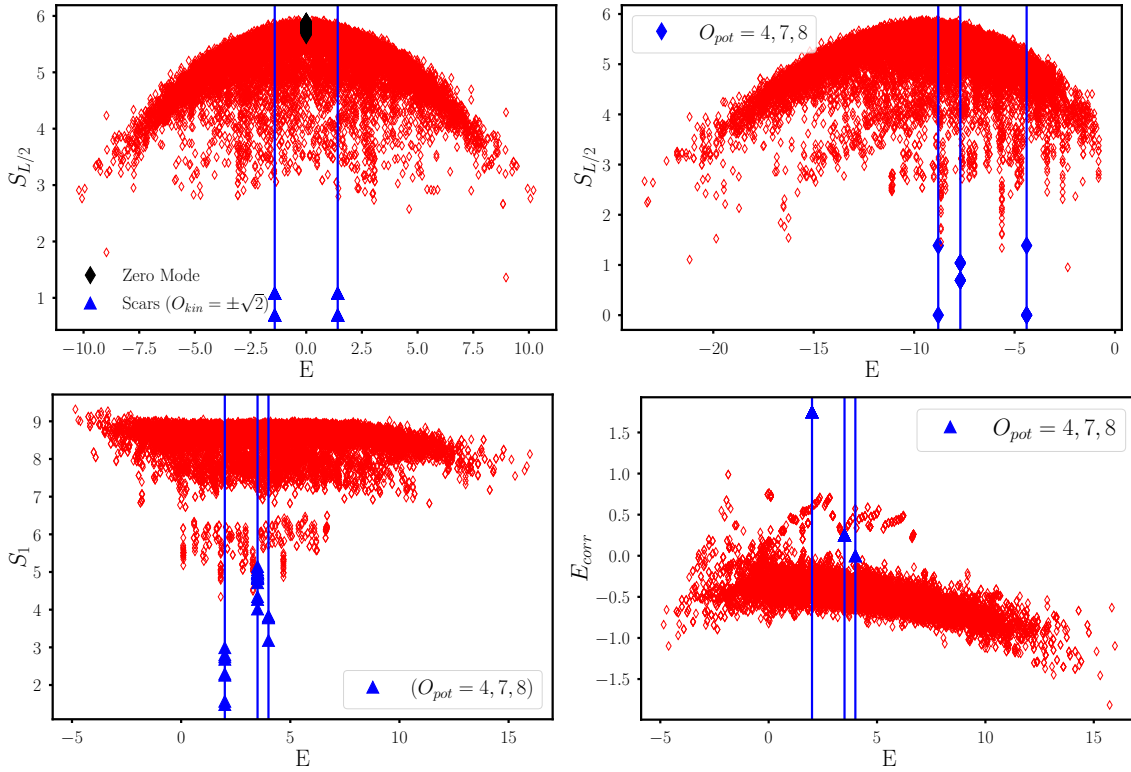 6
5
4
3
2
1
S_{L/2}
Zero Mode
Scars (O_{kin} = ±√2)
−10.0 −7.5 −5.0 −2.5 0.0 2.5 5.0 7.5 10.0
E
6
5
4
3
2
1
0
S_{L/2}
O_{pot} = 4, 7, 8
−20 −15 −10 −5 0
E
9
8
7
6
5
4
3
2
S_1
(O_{pot} = 4, 7, 8)
−5 0 5 10 15
E
1.5
1.0
0.5
0.0
−0.5
−1.0
−1.5
E_{corr}
O_{pot} = 4, 7, 8
−5 0 5 10 15
E